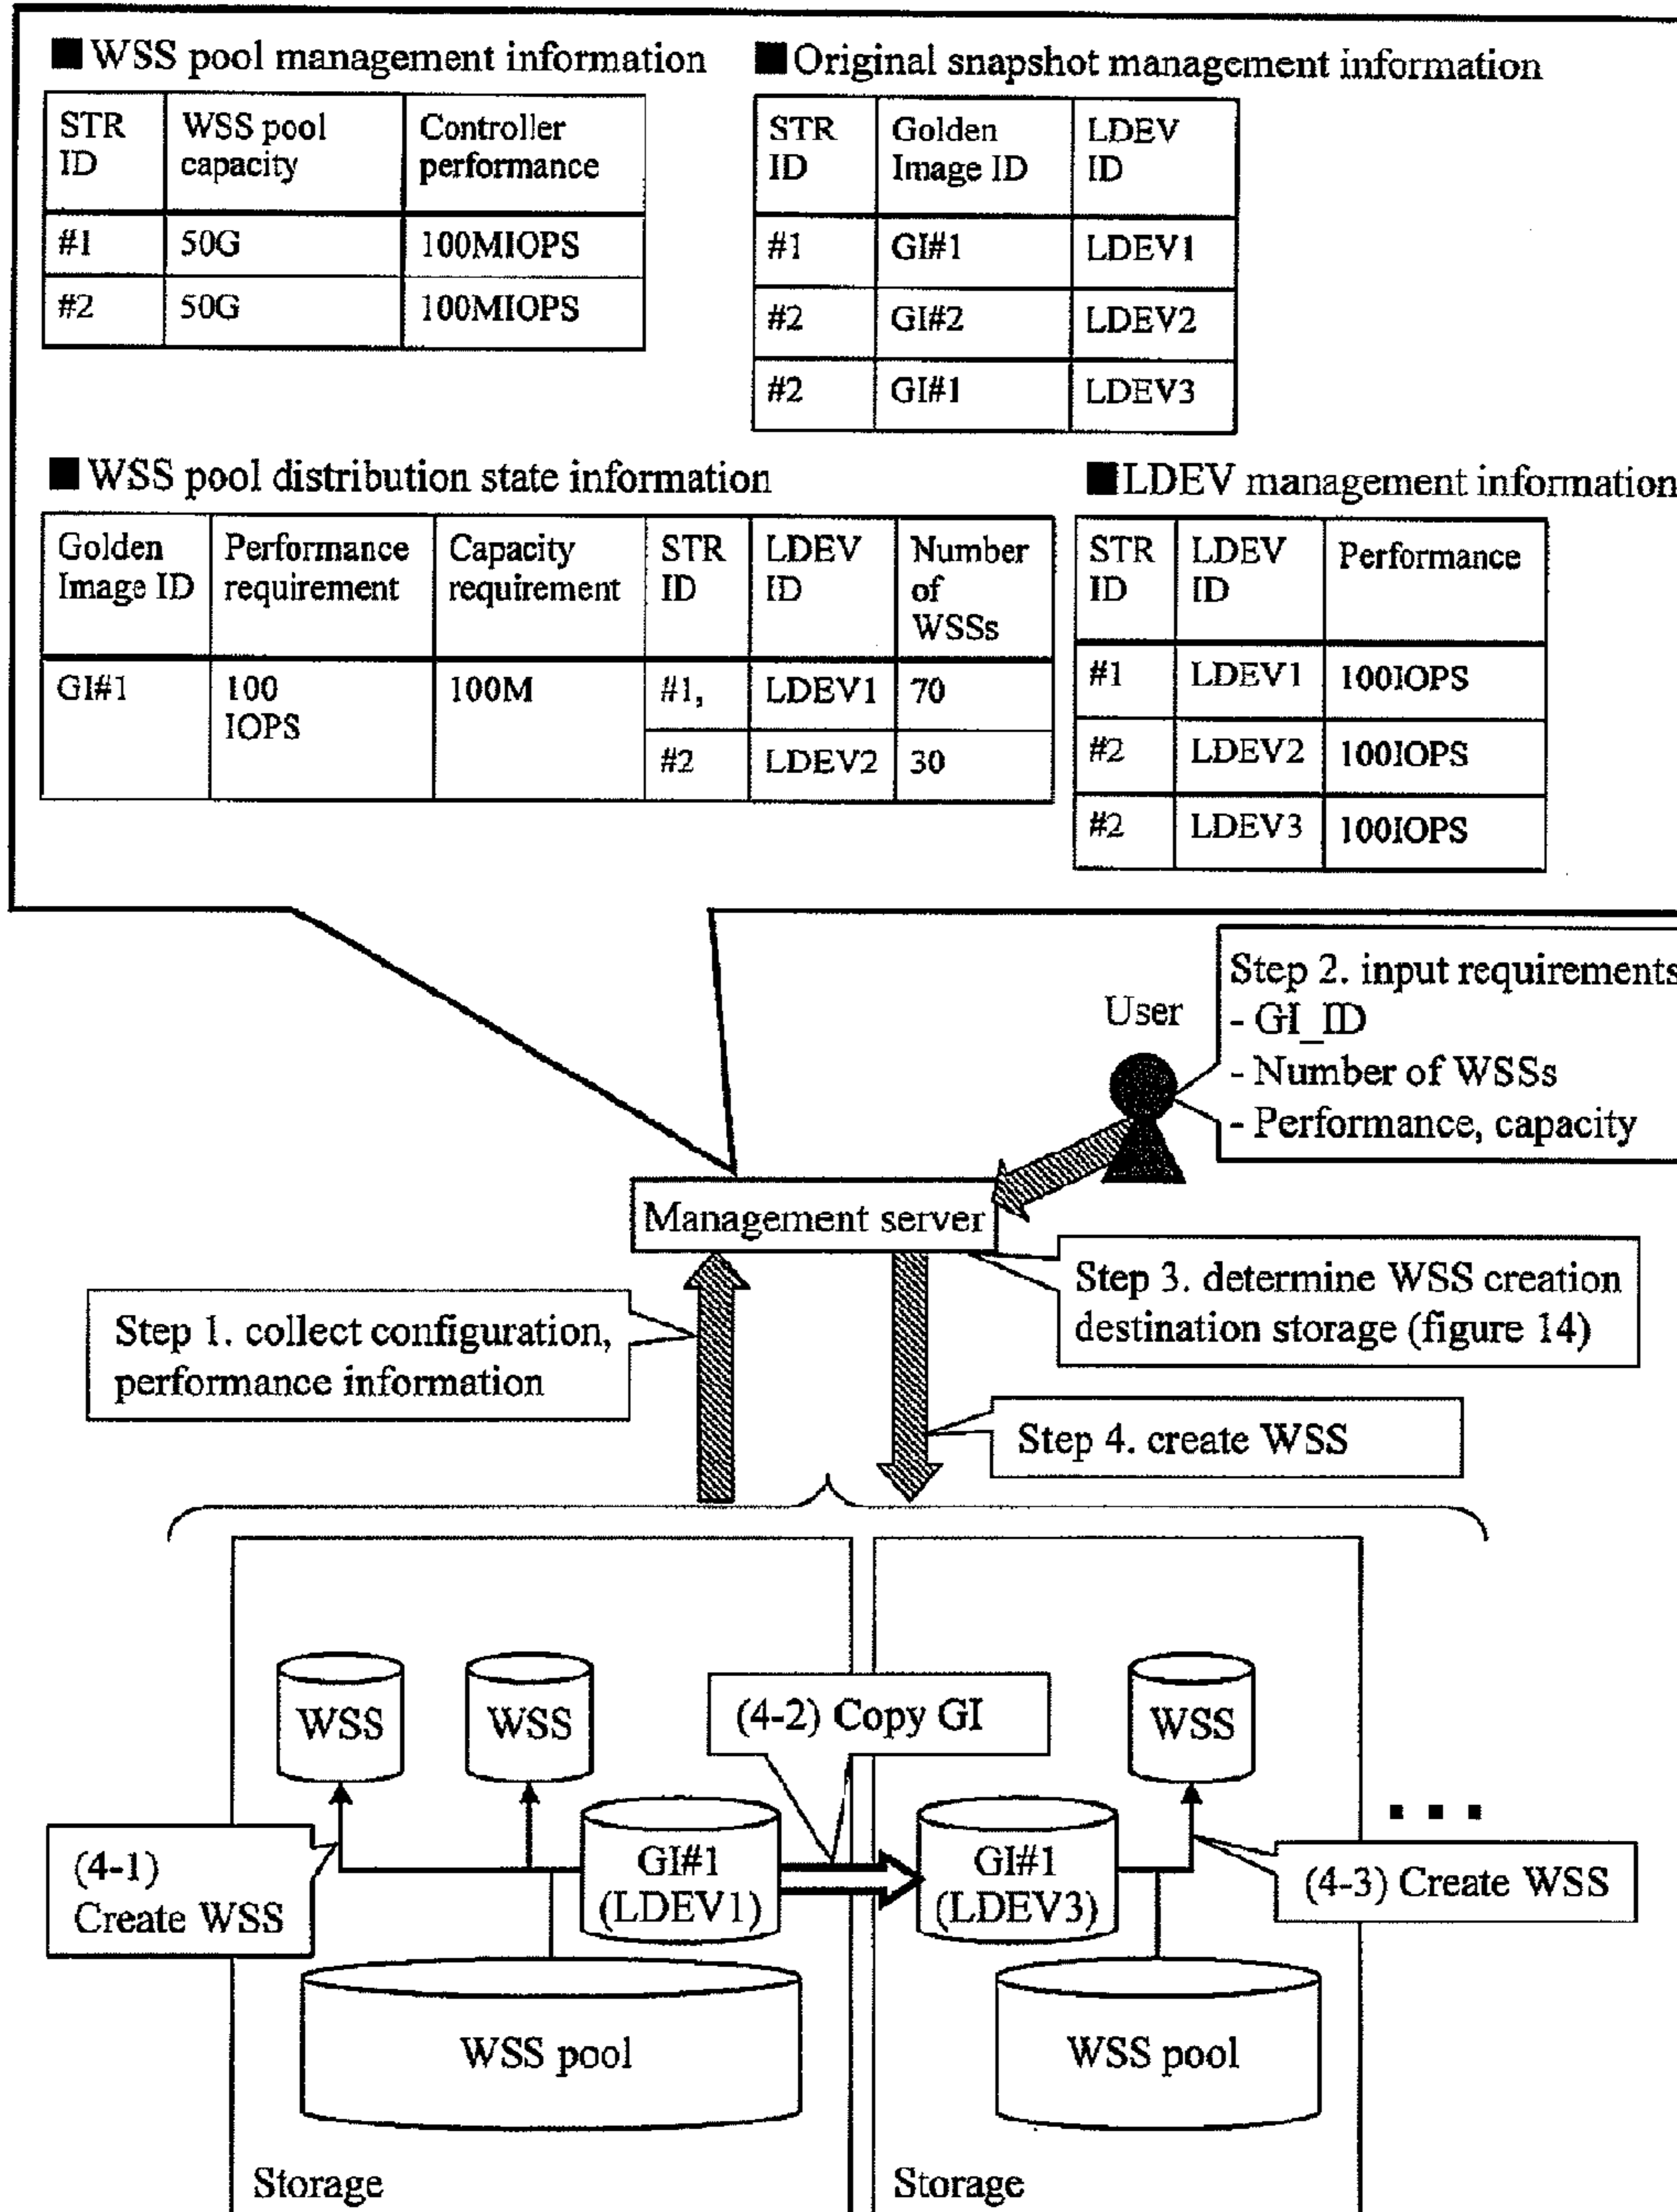 ■ WSS pool management information
STR ID | WSS pool capacity | Controller performance
#1 | 50G | 100MIOPS
#2 | 50G | 100MIOPS
■ Original snapshot management information
STR ID | Golden Image ID | LDEV ID
#1 | GI#1 | LDEV1
#2 | GI#2 | LDEV2
#2 | GI#1 | LDEV3
■ WSS pool distribution state information
Golden Image ID | Performance requirement | Capacity requirement | STR ID | LDEV ID | Number of WSSs
GI#1 | 100 IOPS | 100M | #1, | LDEV1 | 70
#2 | LDEV2 | 30
■ LDEV management information
STR ID | LDEV ID | Performance
#1 | LDEV1 | 100IOPS
#2 | LDEV2 | 100IOPS
#2 | LDEV3 | 100IOPS
User
Step 2. input requirements
- GI_ID
- Number of WSSs
- Performance, capacity
Management server
Step 3. determine WSS creation
destination storage (figure 14)
Step 1. collect configuration,
performance information
Step 4. create WSS
WSS
WSS
(4-2) Copy GI
WSS
(4-1)
Create WSS
GI#1
(LDEV1)
GI#1
(LDEV3)
▪ ▪ ▪
(4-3) Create WSS
WSS pool
WSS pool
Storage
Storage